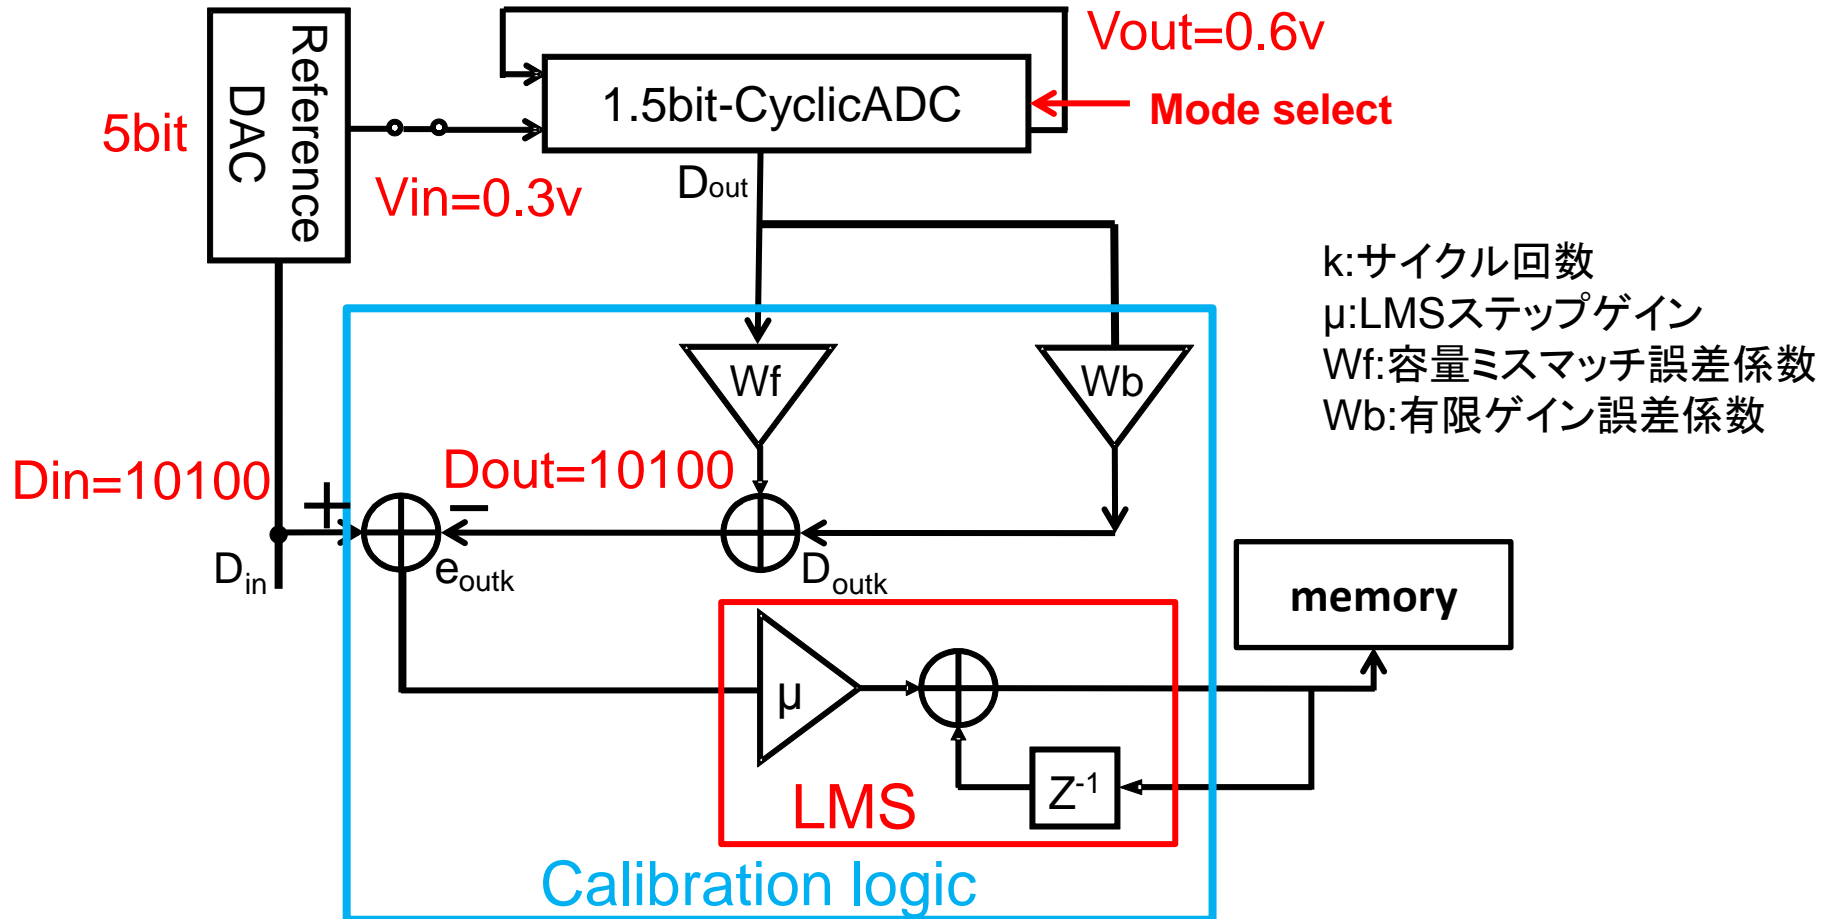 Reference
DAC
5bit
1.5bit-CyclicADC
Vout=0.6v
Mode select
Vin=0.3v
Dout
k:サイクル回数
μ:LMSステップゲイン
Wf:容量ミスマッチ誤差係数
Wb:有限ゲイン誤差係数
Wf
Wb
Din=10100
Dout=10100
+
−
Din
eoutk
Doutk
memory
μ
Z-1
LMS
Calibration logic